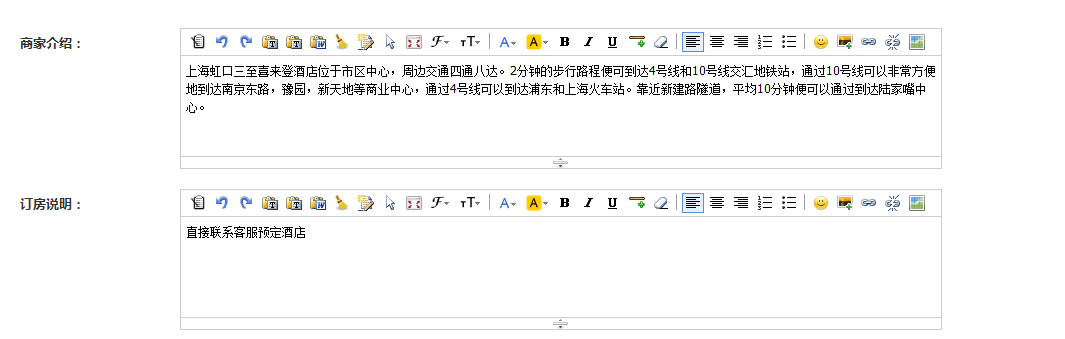 商家介绍：
上海虹口三至喜来登酒店位于市区中心，周边交通四通八达。2分钟的步行路程便可到达4号线和10号线交汇地铁站，通过10号线可以非常方便
地到达南京东路，豫园，新天地等商业中心，通过4号线可以到达浦东和上海火车站。靠近新建路隧道，平均10分钟便可以通过到达陆家嘴中
心。
订房说明：
直接联系客服预定酒店